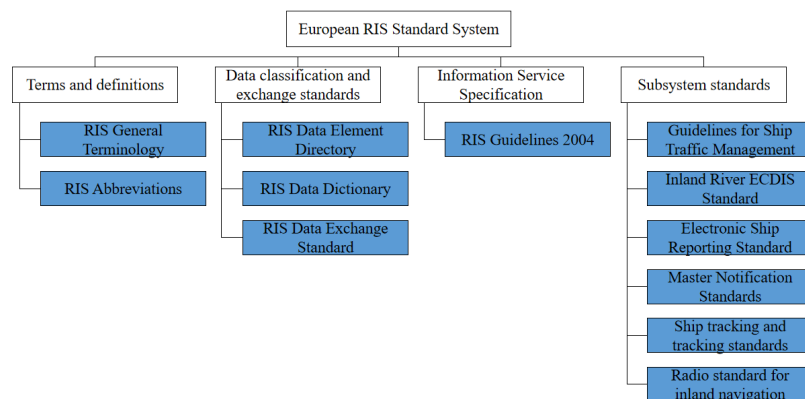 European RIS Standard System
Terms and definitions
RIS General
Terminology
RIS Abbreviations
Data classification and
exchange standards
RIS Data Element
Directory
RIS Data Dictionary
RIS Data Exchange
Standard
Information Service
Specification
RIS Guidelines 2004
Subsystem standards
Guidelines for Ship
Traffic Management
Inland River ECDIS
Standard
Electronic Ship
Reporting Standard
Master Notification
Standards
Ship tracking and
tracking standards
Radio standard for
inland navigation